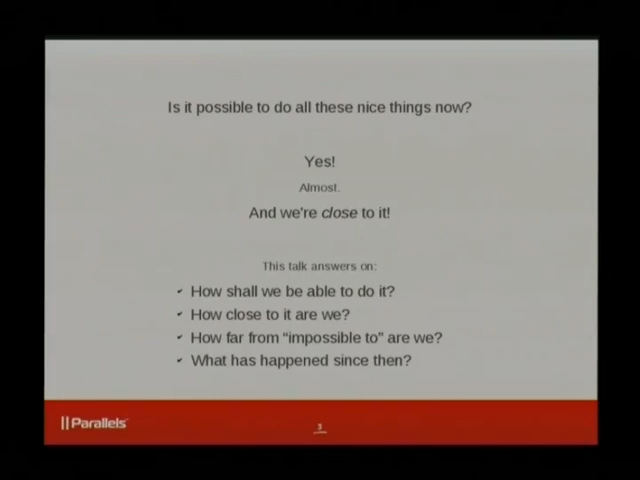 Is it possible to do all these nice things now?
Yes!
Almost.
And we're close to it!
This talk answers on:
✔ How shall we be able to do it?
✔ How close to it are we?
✔ How far from “impossible to” are we?
✔ What has happened since then?
|| Parallels
3